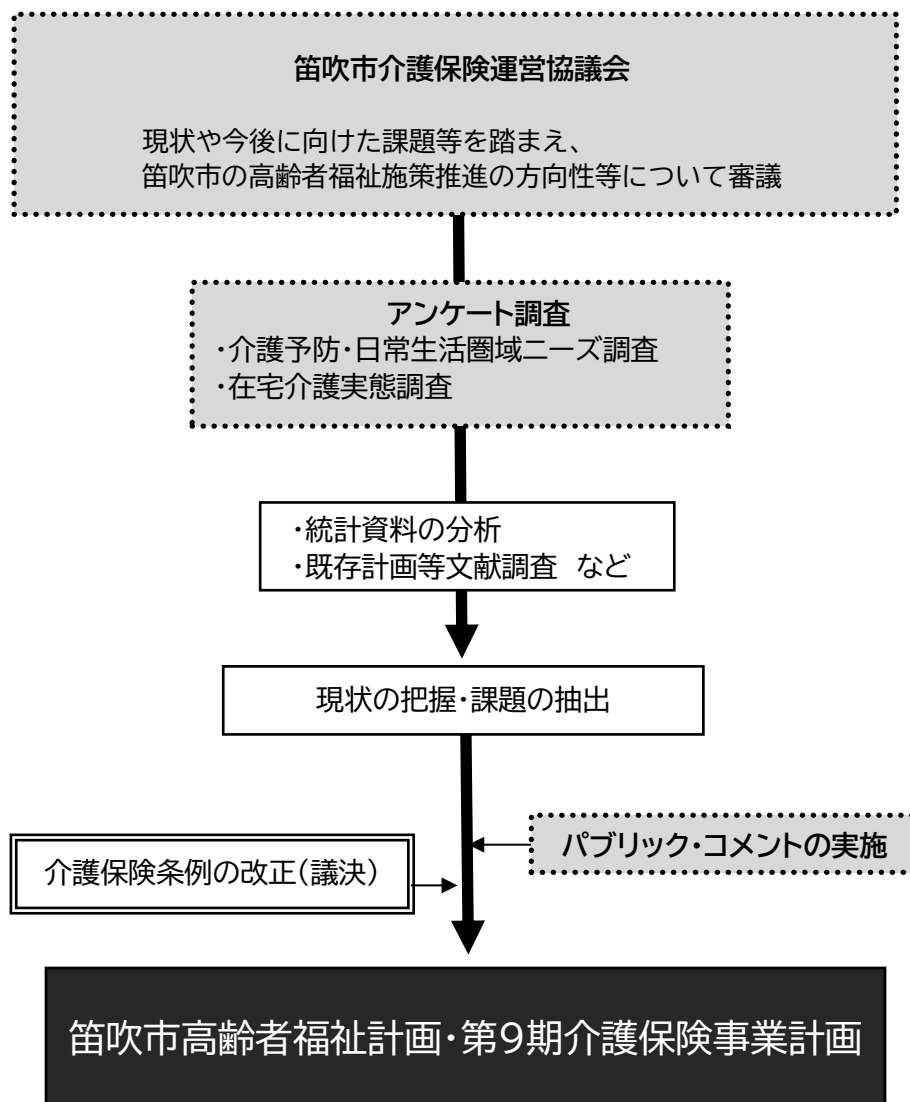 笛吹市介護保険運営協議会
現状や今後に向けた課題等を踏まえ、
笛吹市の高齢者福祉施策推進の方向性等について審議
アンケート調査
・介護予防・日常生活圏域ニーズ調査
・在宅介護実態調査
・統計資料の分析
・既存計画等文献調査　など
現状の把握・課題の抽出
パブリック・コメントの実施
介護保険条例の改正（議決）
笛吹市高齢者福祉計画・第9期介護保険事業計画